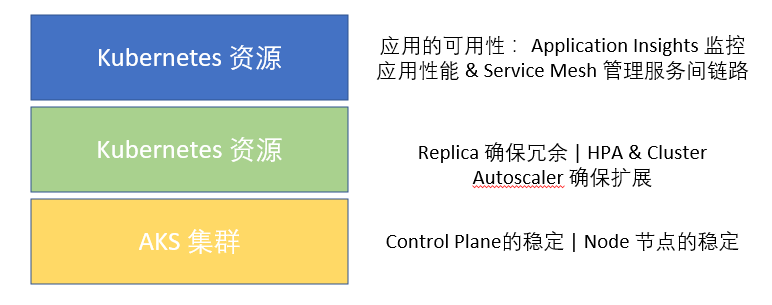 Kubernetes 资源
应用的可用性： Application Insights 监控
应用性能 & Service Mesh 管理服务间链路
Kubernetes 资源
Replica 确保冗余 | HPA & Cluster
Autoscaler 确保扩展
AKS 集群
Control Plane的稳定 | Node 节点的稳定